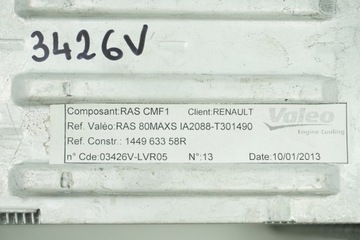 3426V
Composant:RAS CMF1 Client:RENAULT
Valeo
Ref. Valéo:RAS 80MAXS IA2088-T301490
Engine Cooling
Ref. Constr : 1449 633 58R
n° Cde:03426V-LVR05 N°:13 Date:10/01/2013